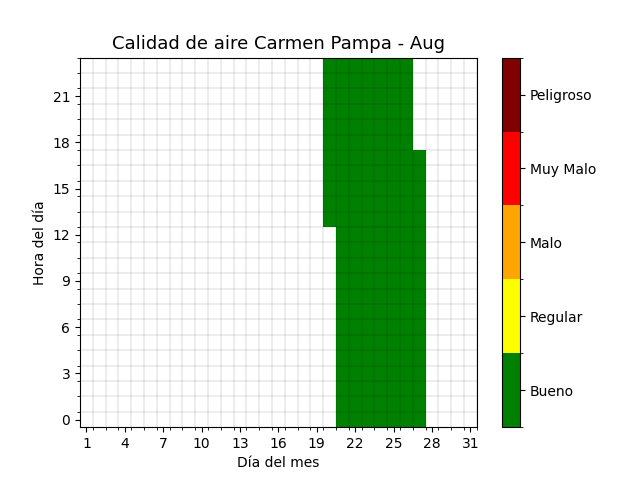 Calidad de aire Carmen Pampa - Aug
Hora del día
21
18
15
12
9
6
3
0
1 4 7 10 13 16 19 22 25 28 31
Día del mes
Peligroso
Muy Malo
Malo
Regular
Bueno